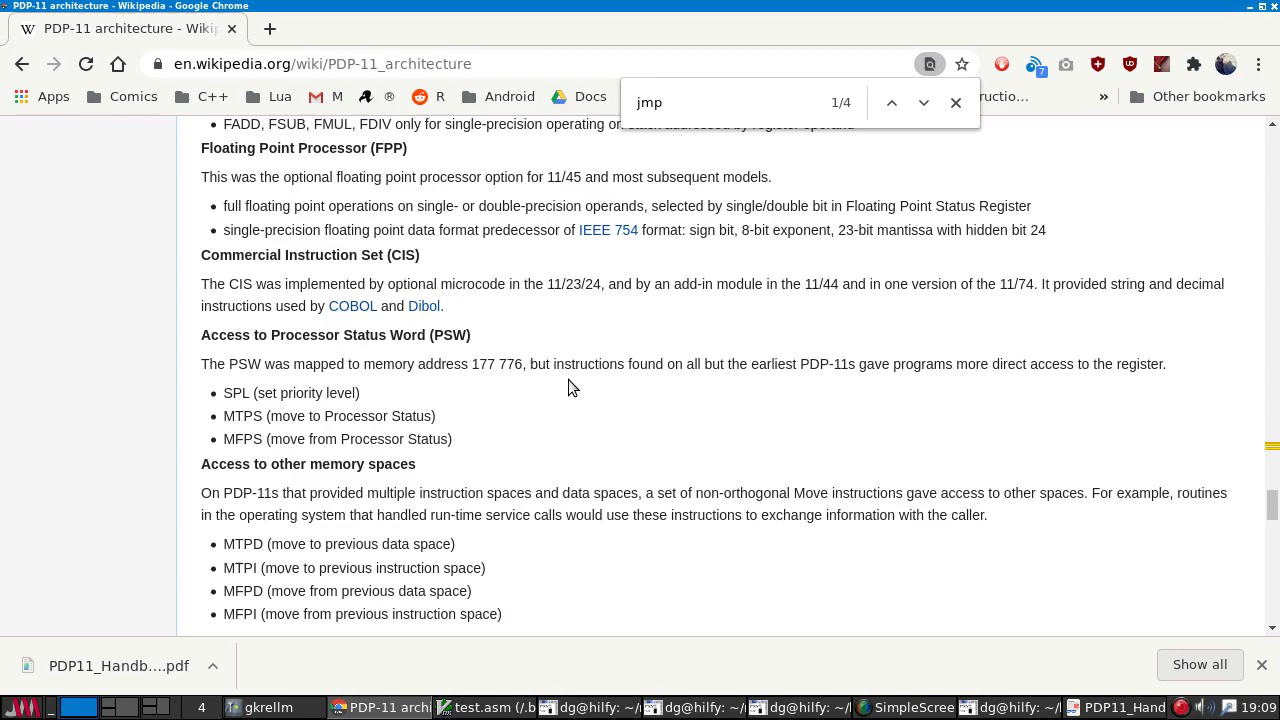 PDP-11 architecture - Wikipedia - Google Chrome
PDP-11 architecture - Wiki
en.wikipedia.org/wiki/PDP-11_architecture
7
Apps
Domains
C++
Lua
M
®
R
Docs
Other bookmarks
jmp 1/4
Floating Point Processor (FPP)
This was the optional floating point processor option for 11/45 and most subsequent models.
• full floating point operations on single- or double-precision operands, selected by single/double bit in Floating Point Status Register
• single-precision floating point data format predecessor of IEEE 754 format: sign bit, 8-bit exponent, 23-bit mantissa with hidden bit 24
Commercial Instruction Set (CIS)
The CIS was implemented by optional microcode in the 11/23/24, and by an add-in module in the 11/44 and in one version of the 11/74. It provided string and decimal
instructions used by COBOL and Dibol.
Access to Processor Status Word (PSW)
The PSW was mapped to memory address 177 776, but instructions found on all but the earliest PDP-11s gave programs more direct access to the register.
• SPL (set priority level)
• MTPS (move to Processor Status)
• MFPS (move from Processor Status)
Access to other memory spaces
On PDP-11s that provided multiple instruction spaces and data spaces, a set of non-orthogonal Move instructions gave access to other spaces. For example, routines
in the operating system that handled run-time service calls would use these instructions to exchange information with the caller.
• MTPD (move to previous data space)
• MTPI (move to previous instruction space)
• MFPD (move from previous data space)
• MFPI (move from previous instruction space)
PDP11_Handb....pdf
Show all
4
gkrellm
PDP-11 archi
test.asm (/.b
dg@hilfy: ~/
dg@hilfy: ~/
dg@hilfy: ~/
SimpleScree
dg@hilfy: ~/
PDP11_Hand
19:09